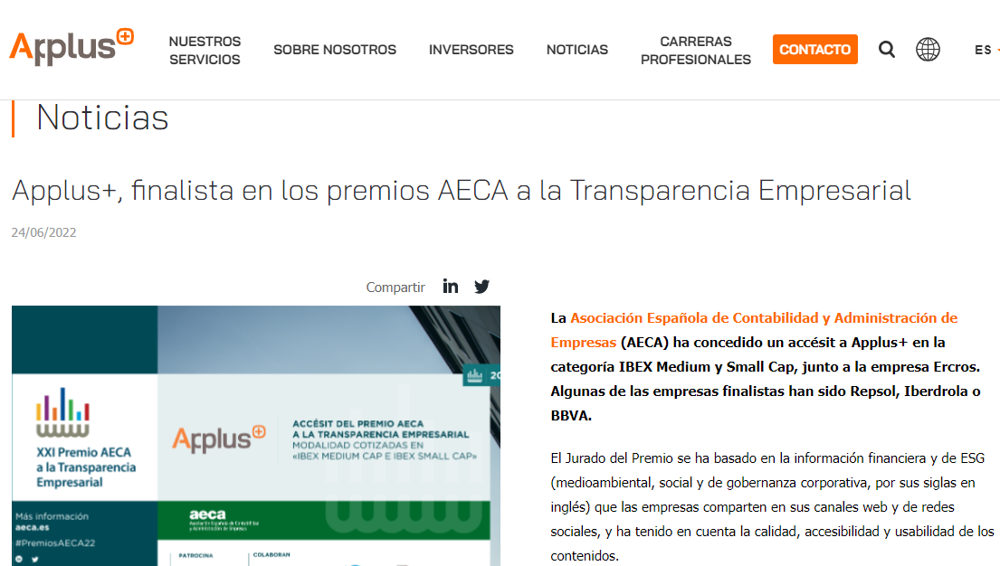 Applus+
NUESTROS
SERVICIOS
SOBRE NOSOTROS
INVERSORES
NOTICIAS
CARRERAS
PROFESIONALES
CONTACTO
ES
Noticias
Applus+, finalista en los premios AECA a la Transparencia Empresarial
24/06/2022
Compartir
XXI Premio AECA
a la Transparencia
Empresarial
Más información
aeca.es
#PremiosAECA22
20
Applus+
ACCÉSIT DEL PREMIO AECA
A LA TRANSPARENCIA EMPRESARIAL
MODALIDAD COTIZADAS EN
«IBEX MEDIUM CAP E IBEX SMALL CAP»
aeca
Asociación Española de Contabilidad
y Administración de Empresas
PATROCINA
COLABORAN
La Asociación Española de Contabilidad y Administración de
Empresas (AECA) ha concedido un accésit a Applus+ en la
categoría IBEX Medium y Small Cap, junto a la empresa Ercros.
Algunas de las empresas finalistas han sido Repsol, Iberdrola o
BBVA.
El Jurado del Premio se ha basado en la información financiera y de ESG
(medioambiental, social y de gobernanza corporativa, por sus siglas en
inglés) que las empresas comparten en sus canales web y de redes
sociales, y ha tenido en cuenta la calidad, accesibilidad y usabilidad de los
contenidos.